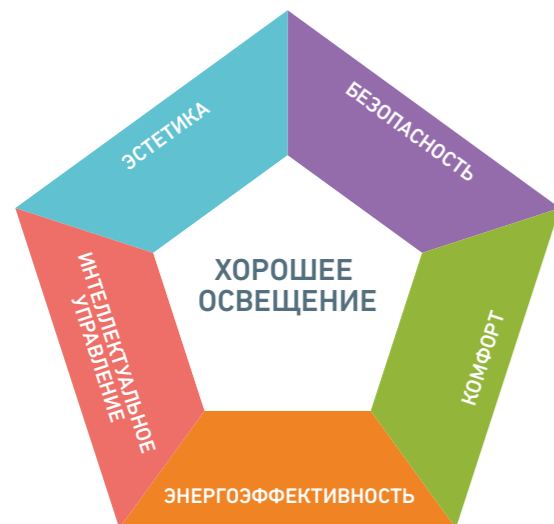 ЭСТЕТИКА
БЕЗОПАСНОСТЬ
ХОРОШЕЕ
ОСВЕЩЕНИЕ
ИНТЕЛЛЕКТУАЛЬНОЕ
УПРАВЛЕНИЕ
КОМФОРТ
ЭНЕРГОЭФФЕКТИВНОСТЬ